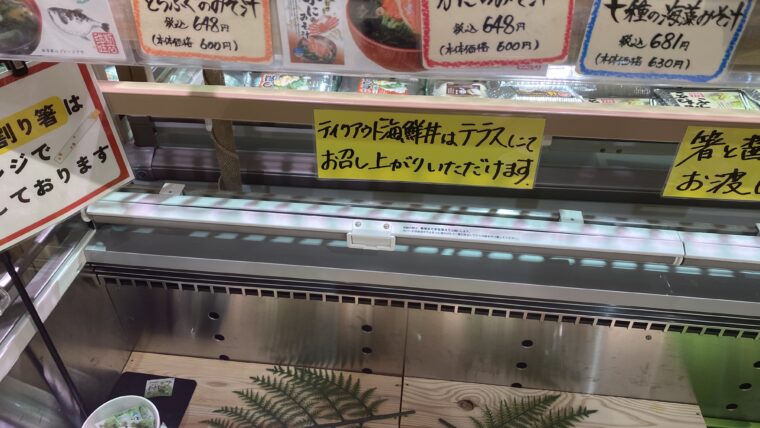 とらふくのみそ汁
税込 648円
(本体価格 600円)
かにのみそ汁
税込 648円
(本体価格 600円)
七種の海菜みそ汁
税込 681円
(本体価格 630円)
割り箸は
レジで
しております
テイクアウト海鮮丼はテラスにて
お召し上がりいただけます。
箸と醤
お渡し